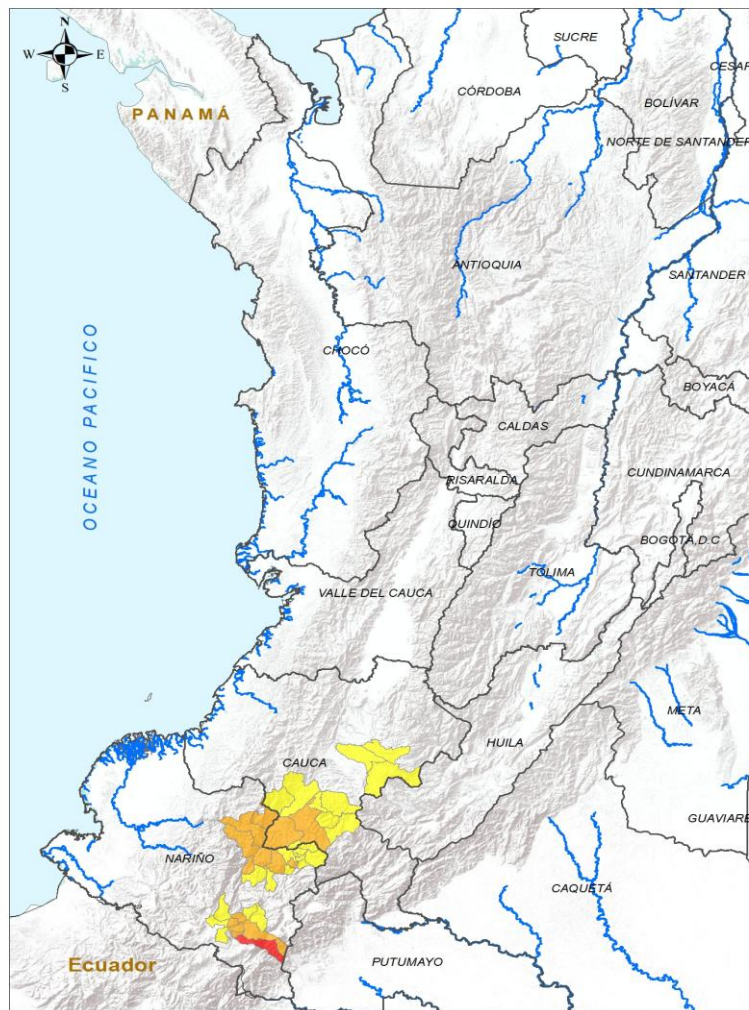 N
W
E
S
SUCRE
CESAR
CÓRDOBA
BOLÍVAR
PANAMÁ
NORTE DE SANTANDER
ANTIOQUIA
SANTANDER
OCEANO PACIFICO
CHOCÓ
BOYACÁ
CALDAS
CUNDINAMARCA
RISARALDA
QUINDÍO
BOGOTÁ,D.C
TOLIMA
VALLE DEL CAUCA
META
HUILA
CAUCA
GUAVIARE
NARIÑO
CAQUETÁ
PUTUMAYO
Ecuador